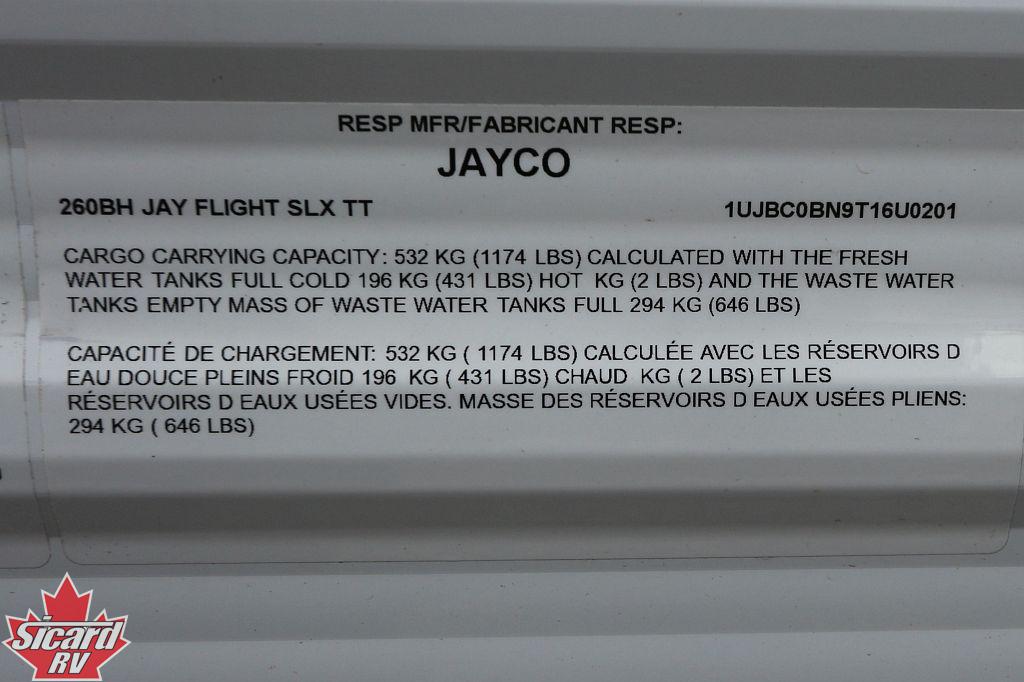 RESP MFR/FABRICANT RESP:
JAYCO
260BH JAY FLIGHT SLX TT 1UJBC0BN9T16U0201
CARGO CARRYING CAPACITY: 532 KG (1174 LBS) CALCULATED WITH THE FRESH
WATER TANKS FULL COLD 196 KG (431 LBS) HOT KG (2 LBS) AND THE WASTE WATER
TANKS EMPTY MASS OF WASTE WATER TANKS FULL 294 KG (646 LBS)
CAPACITÉ DE CHARGEMENT: 532 KG ( 1174 LBS) CALCULÉE AVEC LES RÉSERVOIRS D
EAU DOUCE PLEINS FROID 196 KG ( 431 LBS) CHAUD KG ( 2 LBS) ET LES
RÉSERVOIRS D EAUX USÉES VIDES. MASSE DES RÉSERVOIRS D EAUX USÉES PLIENS:
294 KG ( 646 LBS)
Sicard
RV